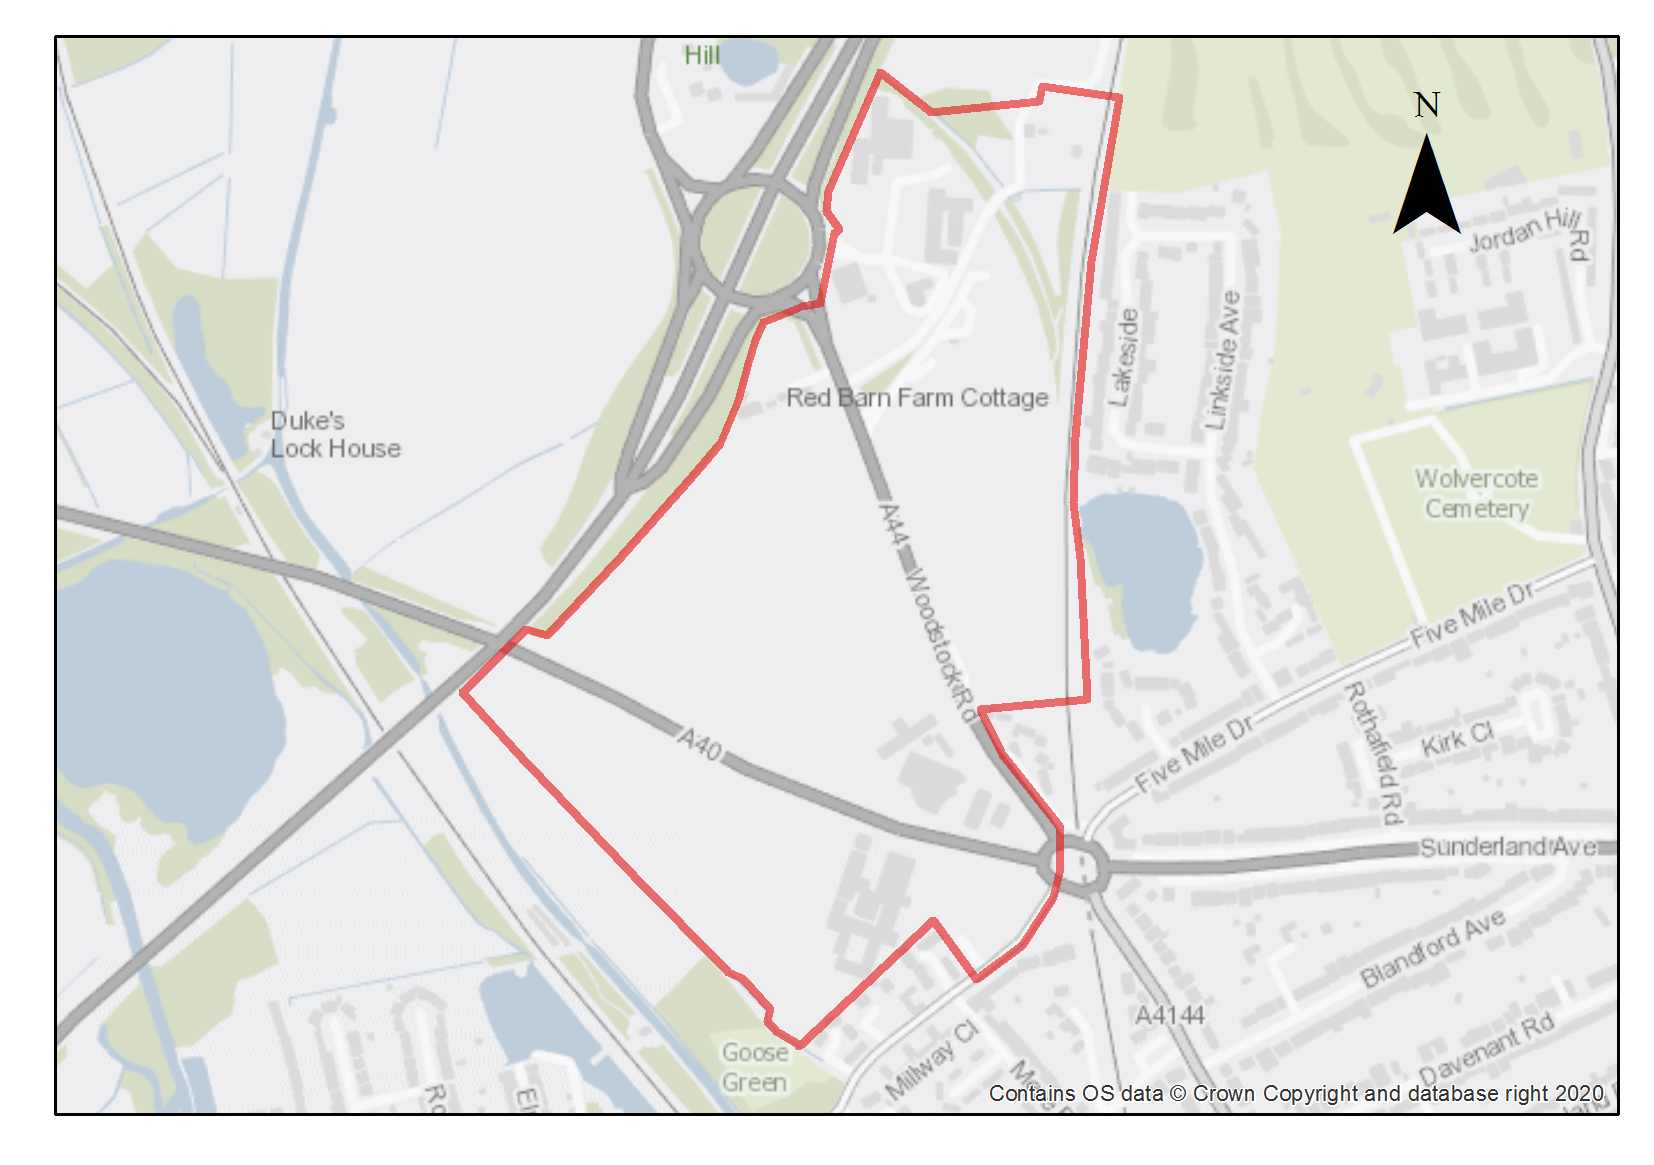 Hill
N
Jordan Hill
Rd
Duke's
Lock House
Red Barn Farm Cottage
Lakeside
Linkside Ave
Wolvercote
Cemetery
A44
Woodstock Rd
Five Mile Dr
Five Mile Dr
Rothafield Rd
Kirk Cl
A40
Sunderland Ave
Blandford Ave
A4144
Davenant Rd
Goose
Green
Millway Cl
Contains OS data © Crown Copyright and database right 2020